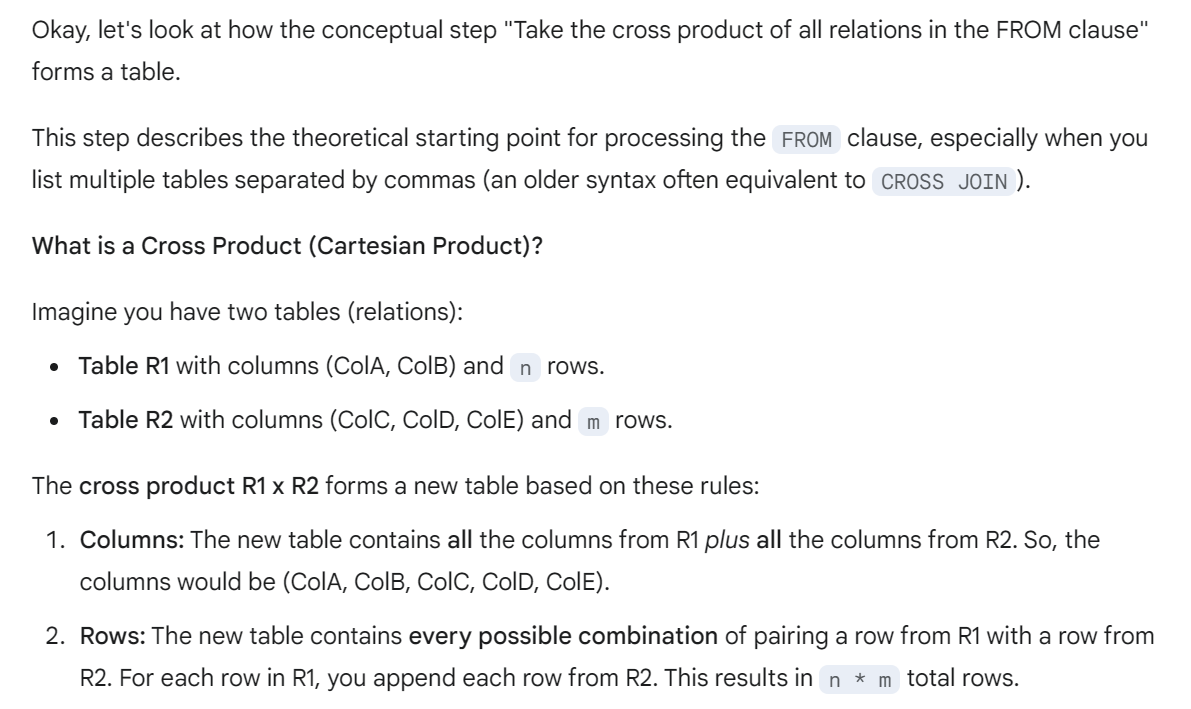 Okay, let's look at how the conceptual step "Take the cross product of all relations in the FROM clause"
forms a table.
This step describes the theoretical starting point for processing the FROM clause, especially when you
list multiple tables separated by commas (an older syntax often equivalent to CROSS JOIN ).
What is a Cross Product (Cartesian Product)?
Imagine you have two tables (relations):
• Table R1 with columns (ColA, ColB) and n rows.
• Table R2 with columns (ColC, ColD, ColE) and m rows.
The cross product R1 x R2 forms a new table based on these rules:
1. Columns: The new table contains all the columns from R1 plus all the columns from R2. So, the
columns would be (ColA, ColB, ColC, ColD, ColE).
2. Rows: The new table contains every possible combination of pairing a row from R1 with a row from
R2. For each row in R1, you append each row from R2. This results in n * m total rows.